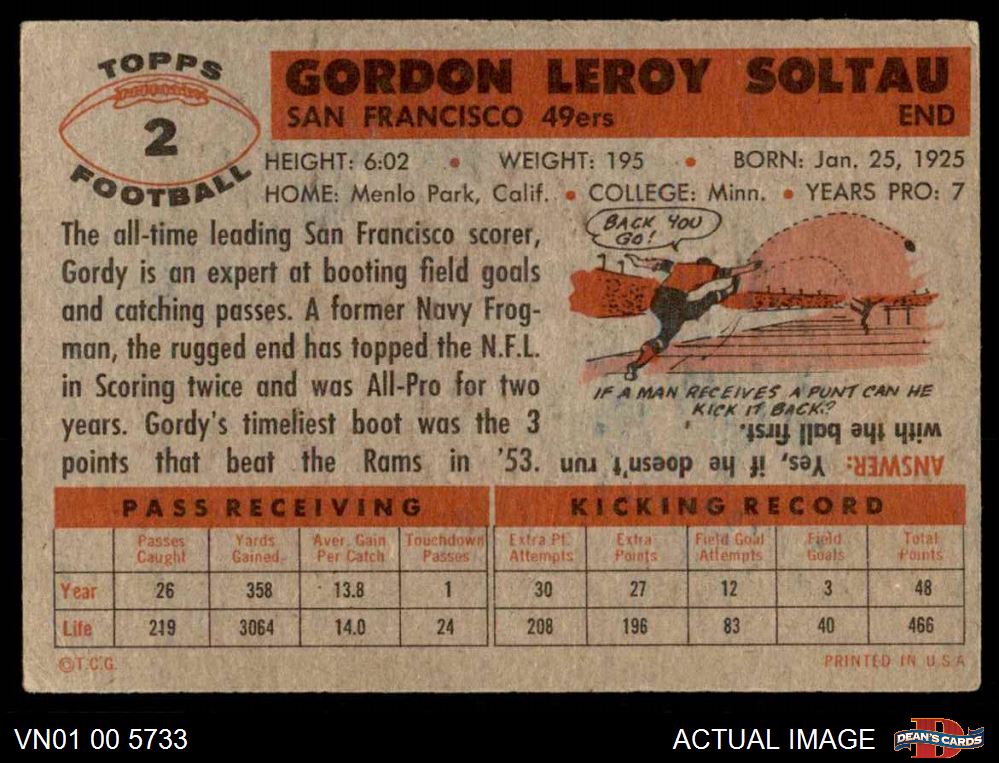 TOPPS
2
FOOTBALL
GORDON LEROY SOLTAU
SAN FRANCISCO 49ers END
HEIGHT: 6:02 • WEIGHT: 195 • BORN: Jan. 25, 1925
HOME: Menlo Park, Calif. • COLLEGE: Minn. • YEARS PRO: 7
The all-time leading San Francisco scorer,
Gordy is an expert at booting field goals
and catching passes. A former Navy Frog-
man, the rugged end has topped the N.F.L.
in Scoring twice and was All-Pro for two
years. Gordy's timeliest boot was the 3
points that beat the Rams in '53.
BACK YOU
GO!
IF A MAN RECEIVES A PUNT CAN HE
KICK IT BACK?
ANSWER: Yes, if he doesn't run
with the ball first.
PASS RECEIVING KICKING RECORD
Passes Yards Aver. Gain Touchdown Extra Pt. Extra Field Goal Field Total
Caught Gained Per Catch Passes Attempts Points Attempts Goals Points
Year 26 358 13.8 1 30 27 12 3 48
Life 219 3064 14.0 24 208 196 83 40 466
©T.C.G. PRINTED IN U.S.A
VN01 00 5733 ACTUAL IMAGE D DEAN'S CARDS